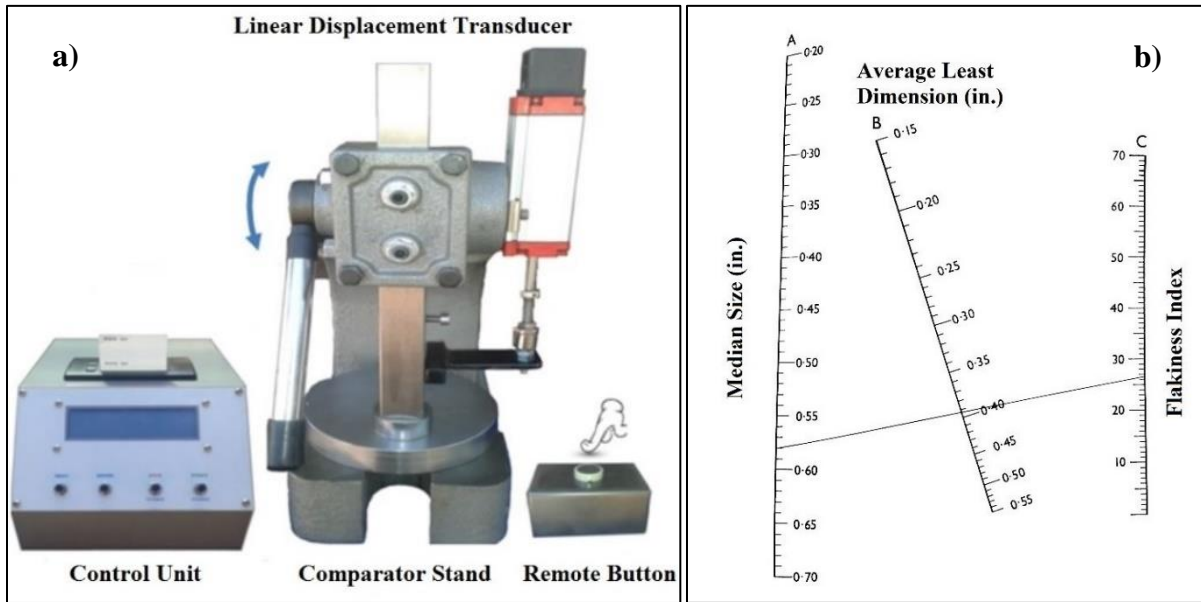 Linear Displacement Transducer
a)
Control Unit
Comparator Stand
Remote Button
b)
A
0·20
0·25
0·30
0·35
0·40
0·45
0·50
0·55
0·60
0·65
0·70
Median Size (in.)
Average Least
Dimension (in.)
B
0·15
0·20
0·25
0·30
0·35
0·40
0·45
0·50
0·55
C
70
60
50
40
30
20
10
Flakiness Index